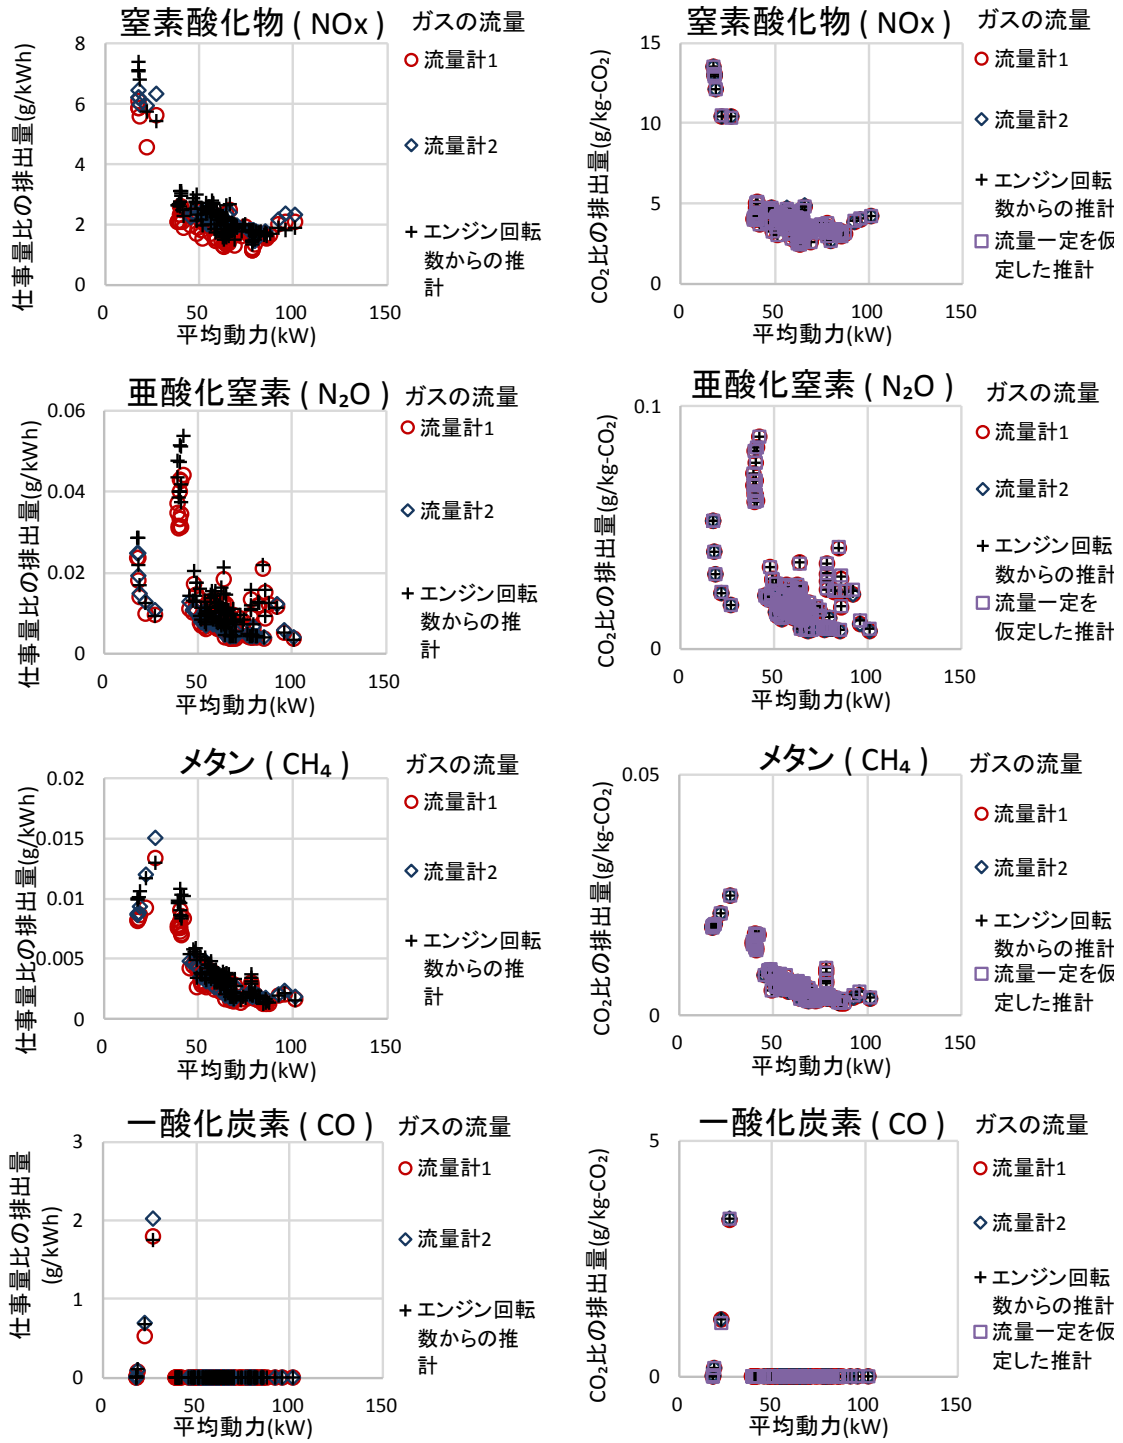 窒素酸化物 ( NOx )
ガスの流量
仕事量比の排出量(g/kWh)
10
8
6
4
2
0
0
50
100
150
平均動力(kW)
流量計1
流量計2
エンジン回転
数からの推
計
窒素酸化物 ( NOx )
ガスの流量
CO₂比の排出量(g/kg-CO₂)
15
10
5
0
0
50
100
150
平均動力(kW)
流量計1
流量計2
エンジン回転
数からの推計
流量一定を仮
定した推計
亜酸化窒素 ( N₂O )
ガスの流量
仕事量比の排出量(g/kWh)
0.06
0.04
0.02
0
0
50
100
150
平均動力(kW)
流量計1
流量計2
エンジン回転
数からの推
計
亜酸化窒素 ( N₂O )
ガスの流量
CO₂比の排出量(g/kg-CO₂)
0.1
0
0
50
100
150
平均動力(kW)
流量計1
流量計2
エンジン回転
数からの推計
流量一定を
仮定した推計
メタン ( CH₄ )
ガスの流量
仕事量比の排出量(g/kWh)
0.02
0.015
0.01
0.005
0
0
50
100
150
平均動力(kW)
流量計1
流量計2
エンジン回転
数からの推
計
メタン ( CH₄ )
ガスの流量
CO₂比の排出量(g/kg-CO₂)
0.05
0
0
50
100
150
平均動力(kW)
流量計1
流量計2
エンジン回転
数からの推計
流量一定を仮
定した推計
一酸化炭素 ( CO )
ガスの流量
仕事量比の排出量
(g/kWh)
3
2
1
0
0
50
100
150
平均動力(kW)
流量計1
流量計2
エンジン回転
数からの推
計
一酸化炭素 ( CO )
ガスの流量
CO₂比の排出量(g/kg-CO₂)
5
0
0
50
100
150
平均動力(kW)
流量計1
流量計2
エンジン回転
数からの推計
流量一定を仮
定した推計